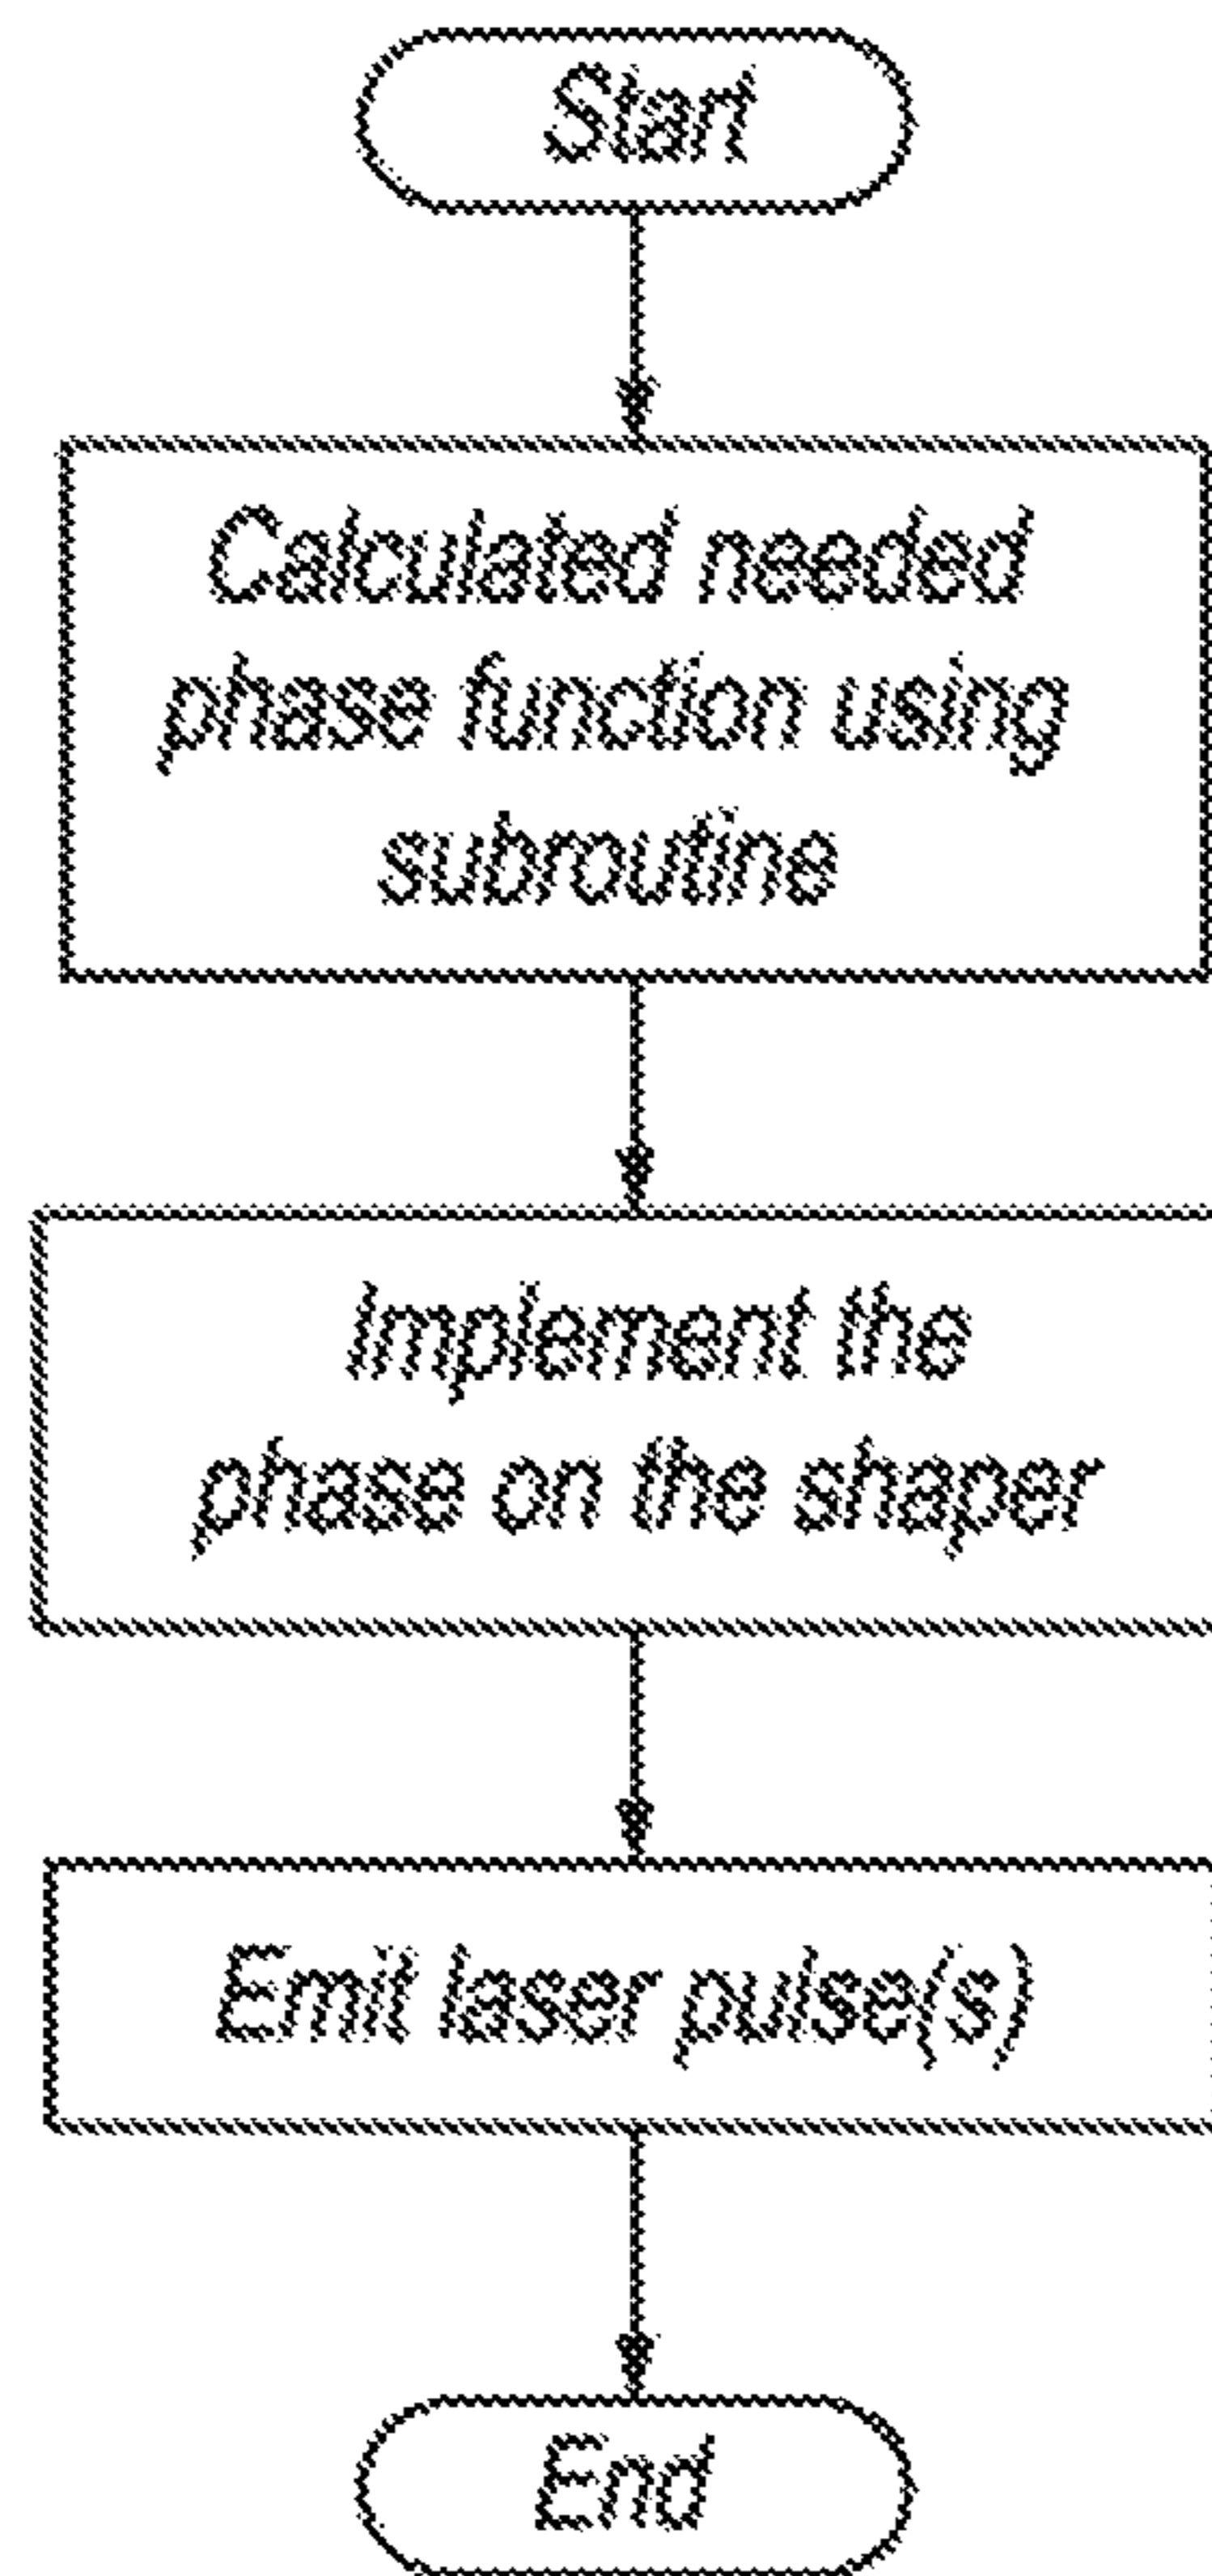 Start
Calculated needed
phase function using
subroutine
Implement the
phase on the shaper
Emit laser pulse(s)
End